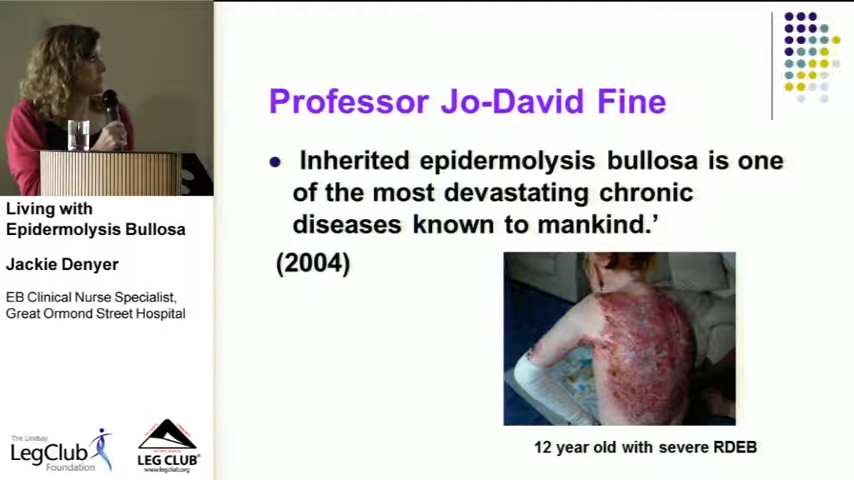 Professor Jo-David Fine
Inherited epidermolysis bullosa is one
of the most devastating chronic
diseases known to mankind.’
(2004)
12 year old with severe RDEB
Living with
Epidermolysis Bullosa
Jackie Denyer
EB Clinical Nurse Specialist,
Great Ormond Street Hospital
The Lindsay
LegClub
Foundation
LEG CLUB®
www.legclub.org